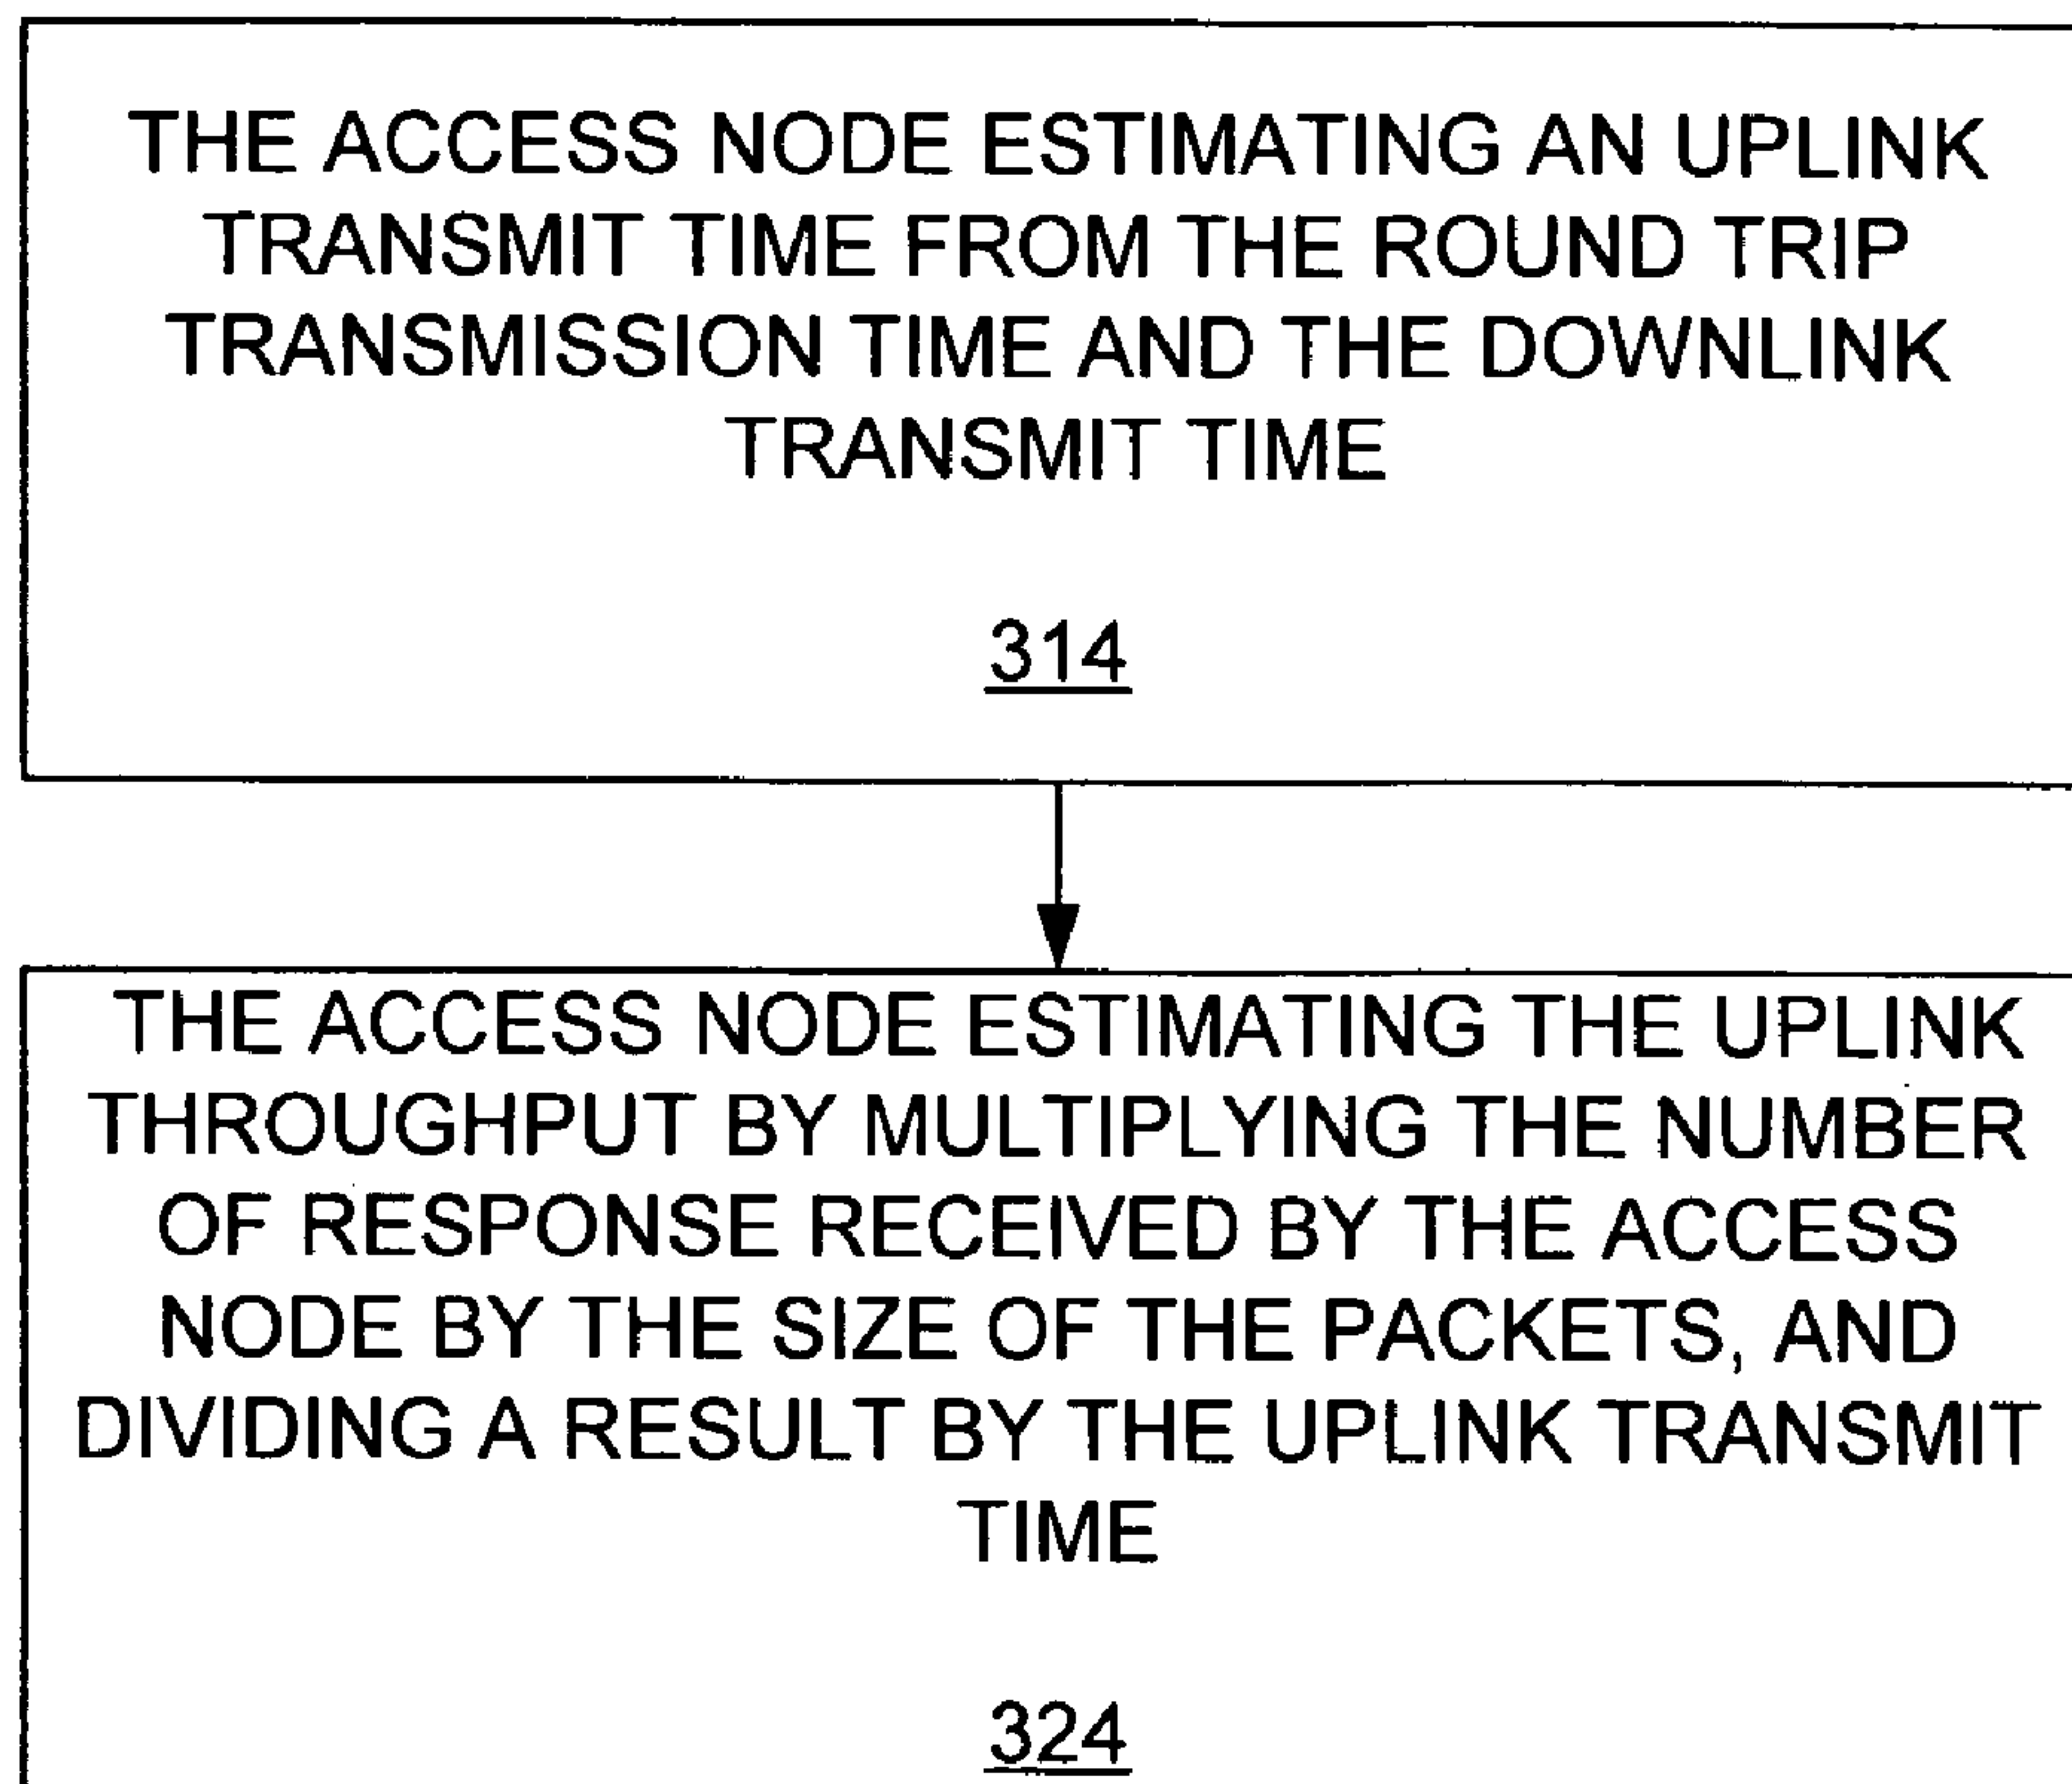 THE ACCESS NODE ESTIMATING AN UPLINK
TRANSMIT TIME FROM THE ROUND TRIP
TRANSMISSION TIME AND THE DOWNLINK
TRANSMIT TIME
314
THE ACCESS NODE ESTIMATING THE UPLINK
THROUGHPUT BY MULTIPLYING THE NUMBER
OF RESPONSE RECEIVED BY THE ACCESS
NODE BY THE SIZE OF THE PACKETS, AND
DIVIDING A RESULT BY THE UPLINK TRANSMIT
TIME
324